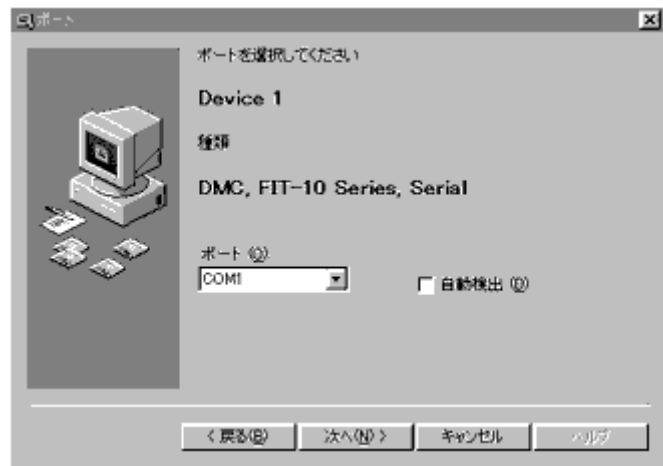 ポート
ポートを選択してください
Device 1
種類
DMC, FIT-10 Series, Serial
ポート (O)
COM1
自動検出 (D)
< 戻る(B)
次へ(N) >
キャンセル
ヘルプ